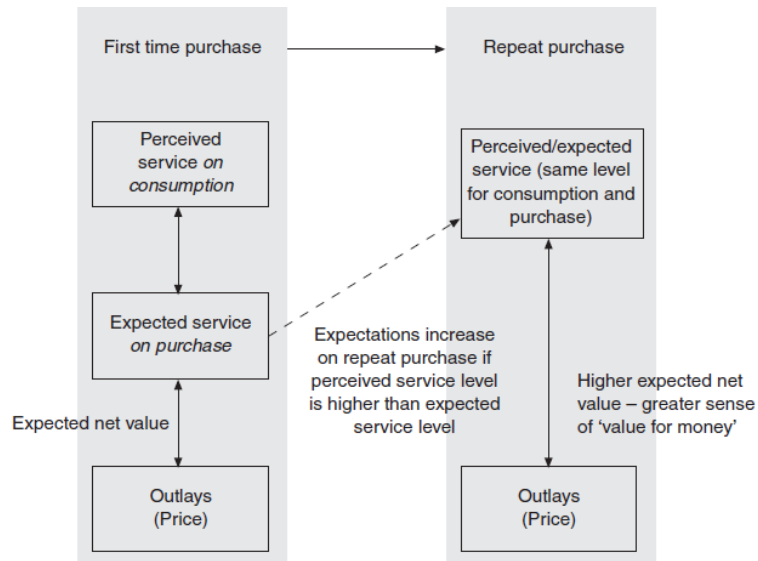 First time purchase
Repeat purchase
Perceived
service on
consumption
Perceived/expected
service (same level
for consumption and
purchase)
Expected service
on purchase
Expectations increase
on repeat purchase if
perceived service level
is higher than expected
service level
Expected net value
Higher expected net
value – greater sense
of ‘value for money’
Outlays
(Price)
Outlays
(Price)